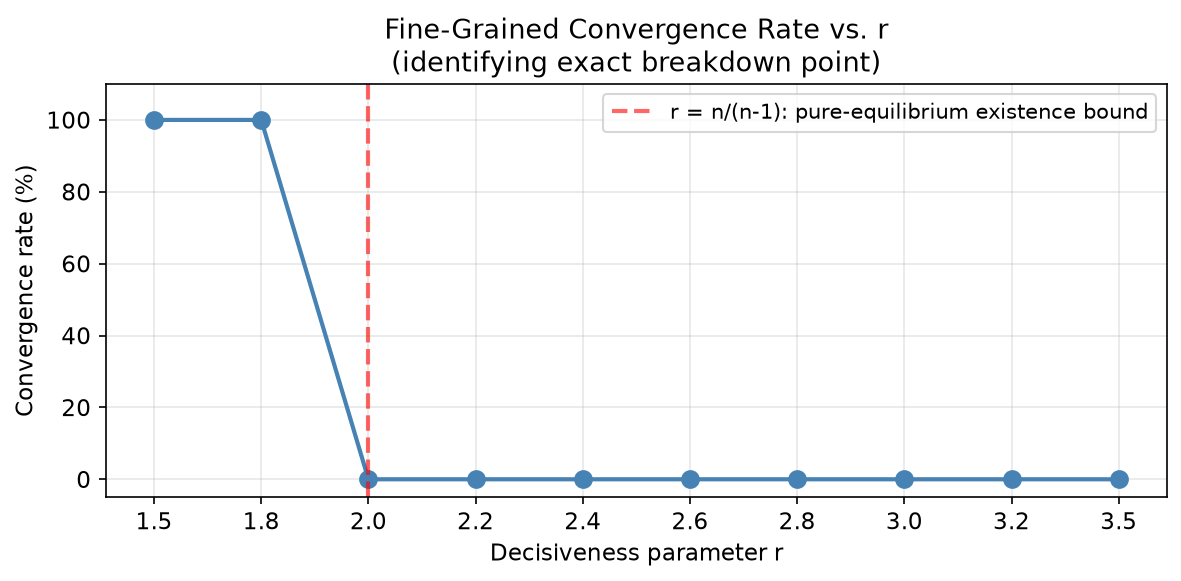 Fine-Grained Convergence Rate vs. r
(identifying exact breakdown point)
r = n/(n-1): pure-equilibrium existence bound
Convergence rate (%)
100
80
60
40
20
0
1.5 1.8 2.0 2.2 2.4 2.6 2.8 3.0 3.2 3.5
Decisiveness parameter r